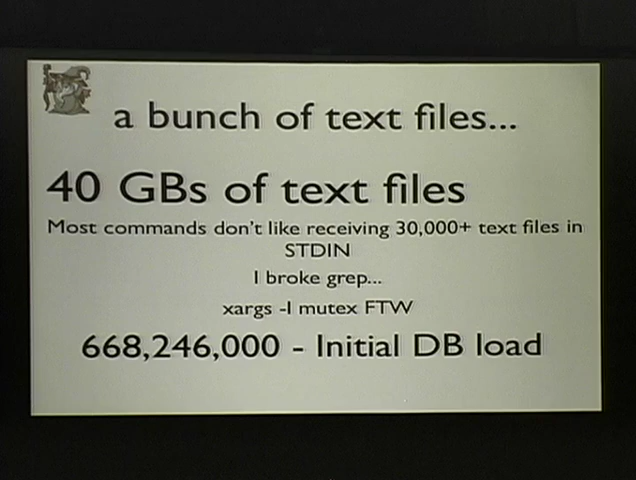 a bunch of text files...
40 GBs of text files
Most commands don't like receiving 30,000+ text files in
STDIN
I broke grep...
xargs -I mutex FTW
668,246,000 - Initial DB load